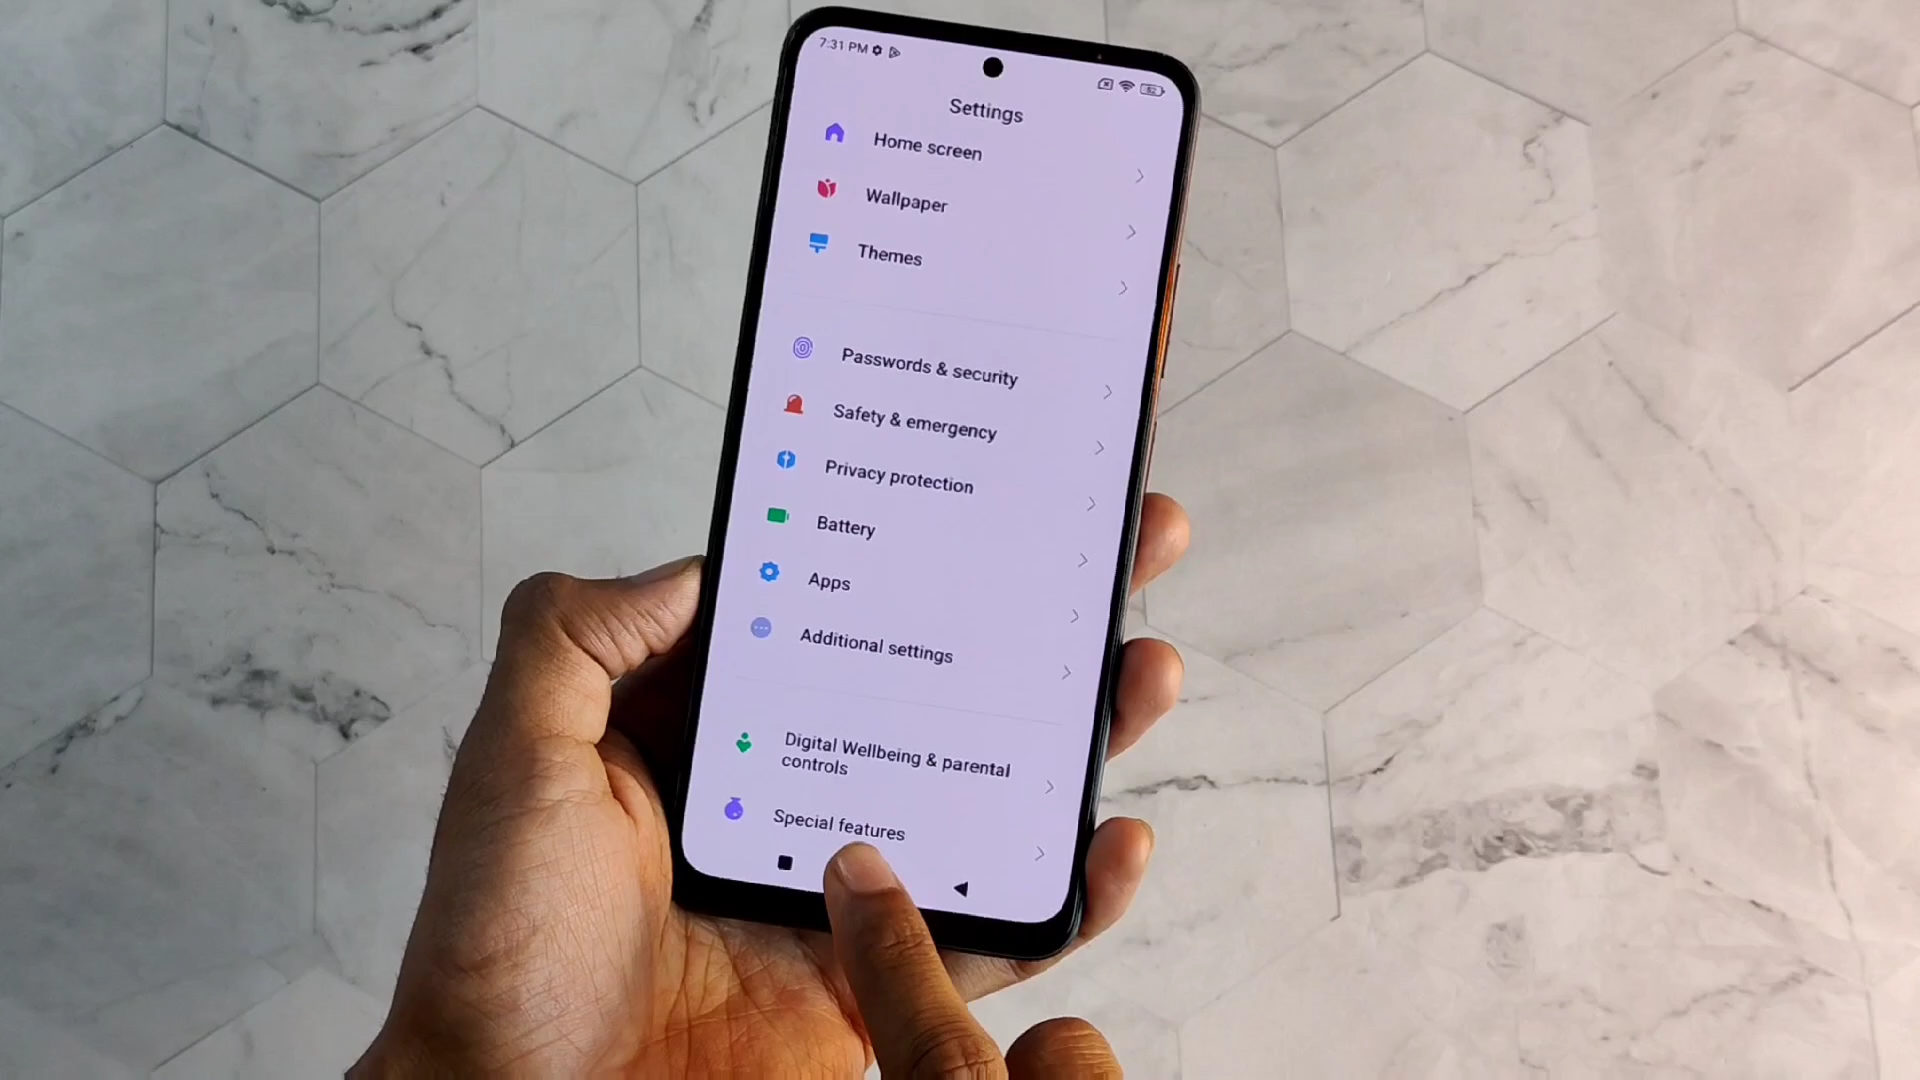 7:31 PM
62
Settings
Home screen
Wallpaper
Themes
Passwords & security
Safety & emergency
Privacy protection
Battery
Apps
Additional settings
Digital Wellbeing & parental
controls
Special features